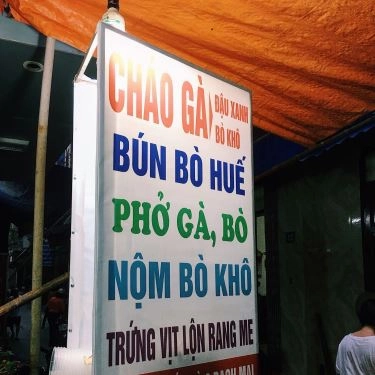 CHÁO GÀ
ĐẬU XANH
BÒ KHÔ
BÚN BÒ HUẾ
PHỞ GÀ, BÒ
NỘM BÒ KHÔ
TRỨNG VỊT LỘN RANG ME